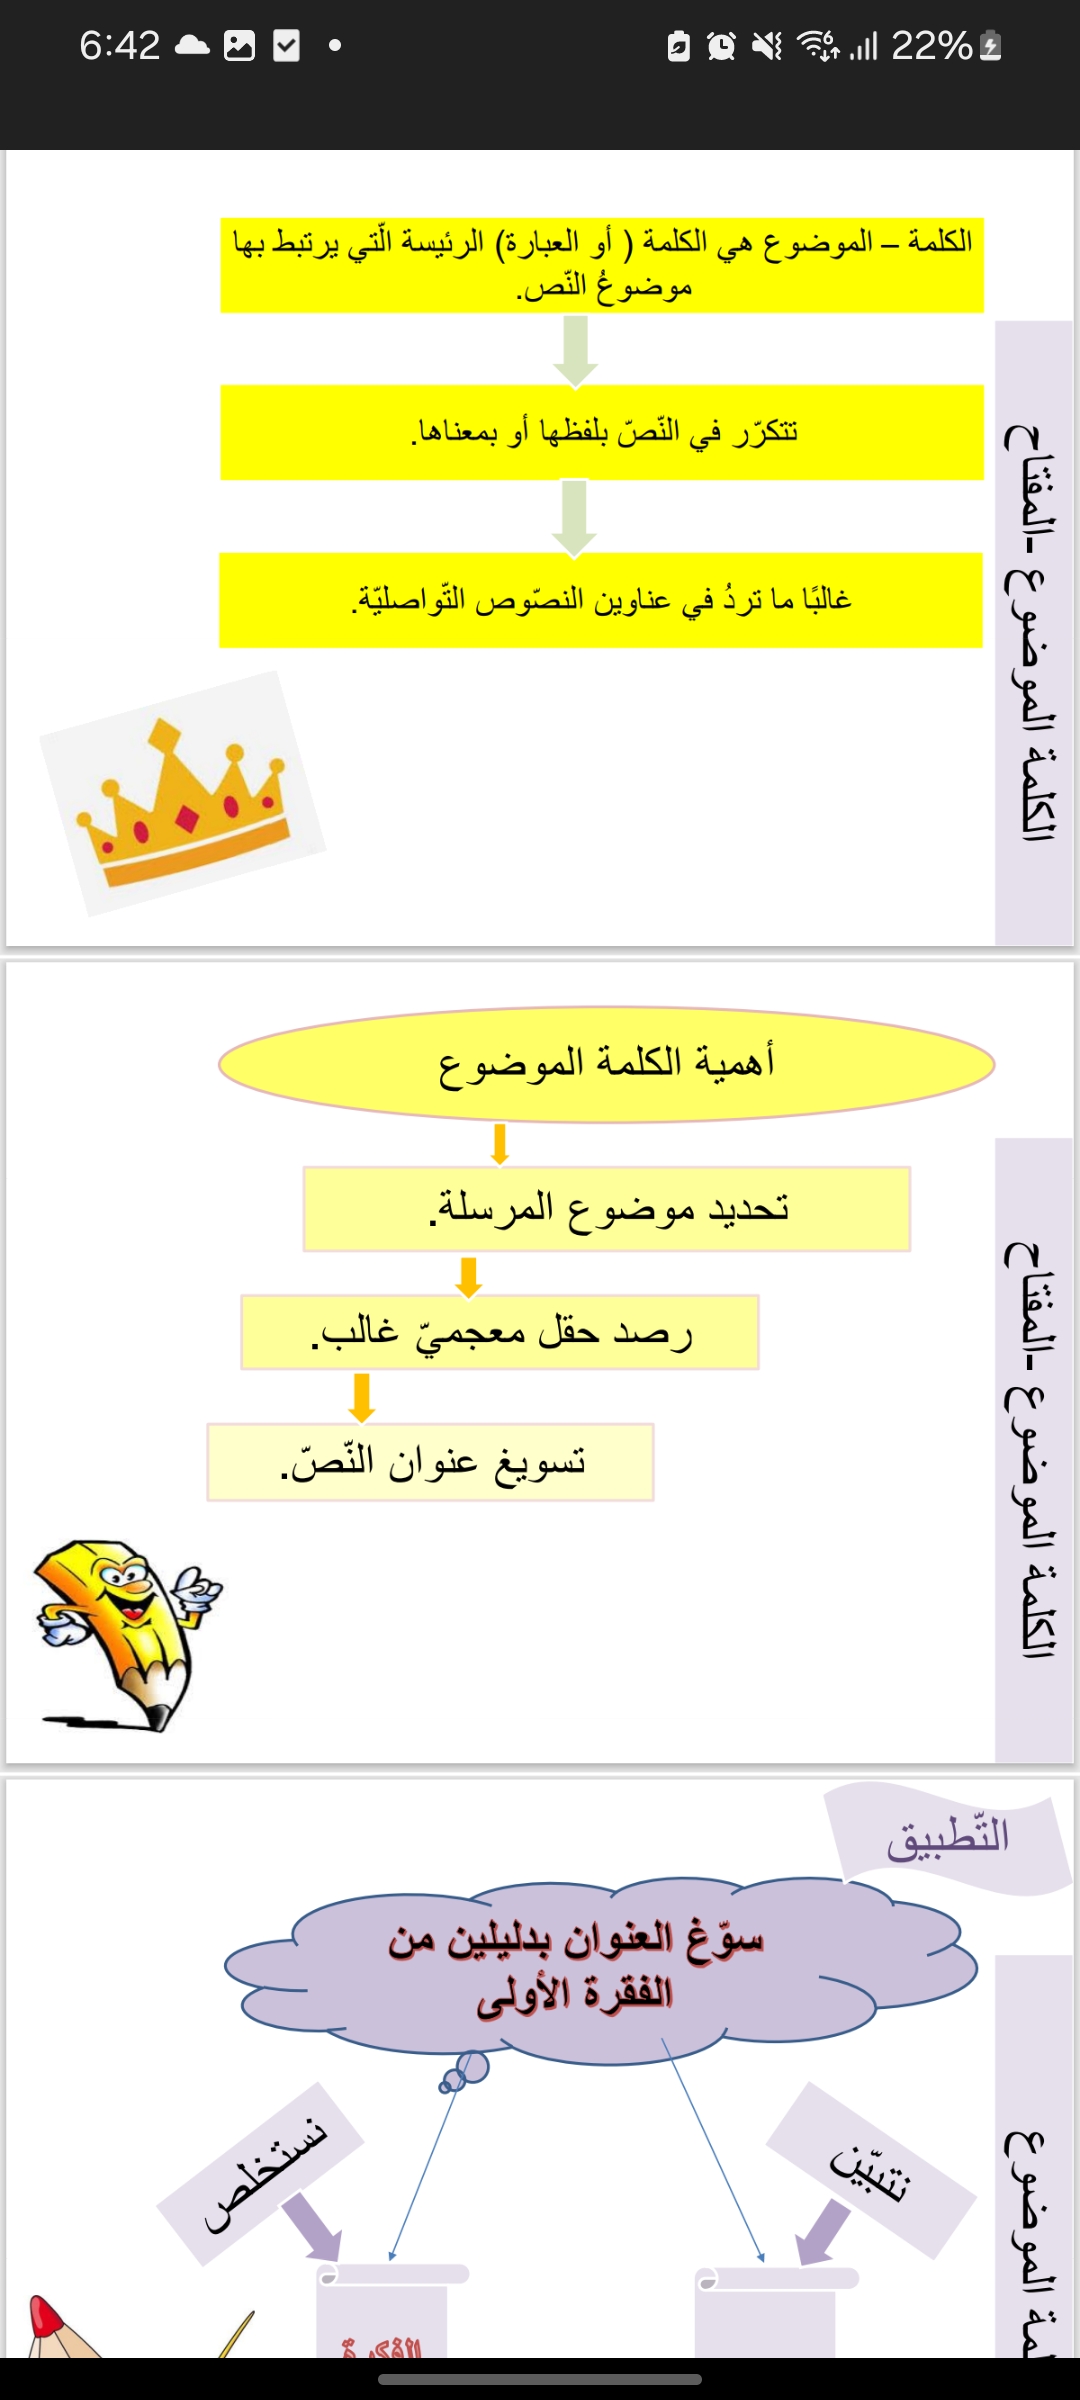 6:42
22%
الكلمة – الموضوع هي الكلمة ( أو العبارة) الرئيسة الّتي يرتبط بها
موضوعُ النّص.
تتكرّر في النّصّ بلفظها أو بمعناها.
غالبًا ما تردُ في عناوين النصّوص التّواصليّة.
الكلمة الموضوع -المفتاح
أهمية الكلمة الموضوع
تحديد موضوع المرسلة.
رصد حقل معجميّ غالب.
تسويغ عنوان النّصّ.
الكلمة الموضوع -المفتاح
التّطبيق
سوّغ العنوان بدليلين من
الفقرة الأولى
نتبيّن
نستخلص
الموضوع